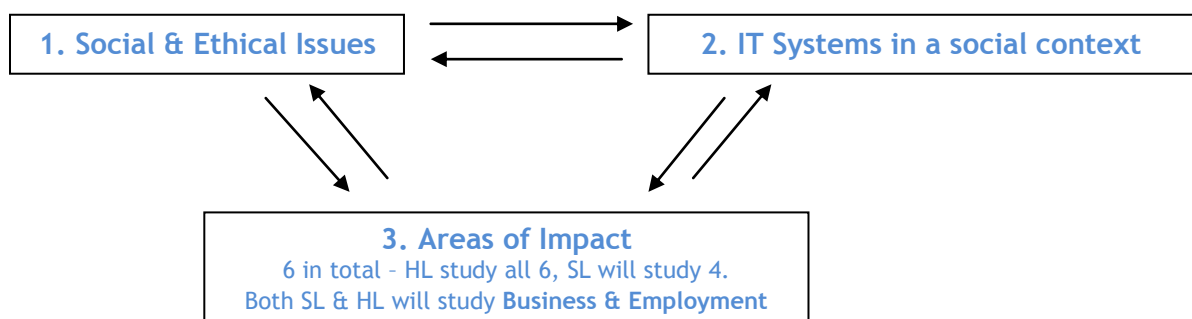 1. Social & Ethical Issues
2. IT Systems in a social context
3. Areas of Impact
6 in total – HL study all 6, SL will study 4.
Both SL & HL will study Business & Employment